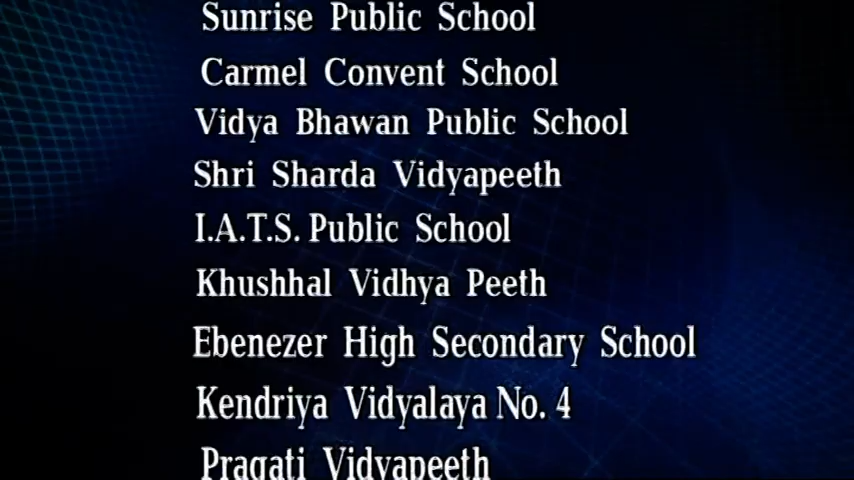 Sunrise Public School
Carmel Convent School
Vidya Bhawan Public School
Shri Sharda Vidyapeeth
I.A.T.S. Public School
Khushhal Vidhya Peeth
Ebenezer High Secondary School
Kendriya Vidyalaya No. 4
Pragati Vidyapeeth